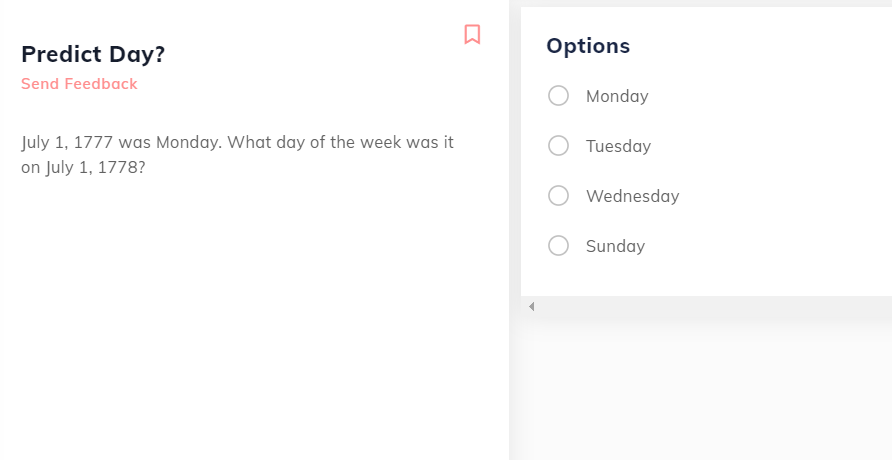 Predict Day?
Send Feedback
July 1, 1777 was Monday. What day of the week was it
on July 1, 1778?
Options
Monday
Tuesday
Wednesday
Sunday